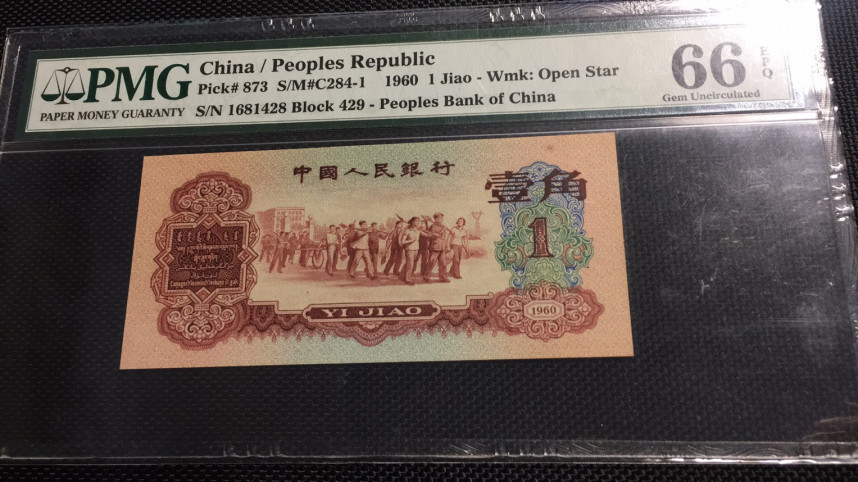 PMG
PAPER MONEY GUARANTY
China / Peoples Republic
Pick# 873 S/M#C284-1 1960 1 Jiao - Wmk: Open Star
S/N 1681428 Block 429 - Peoples Bank of China
66 EPQ
Gem Uncirculated
中國人民銀行
壹角
1
YI JIAO
1960